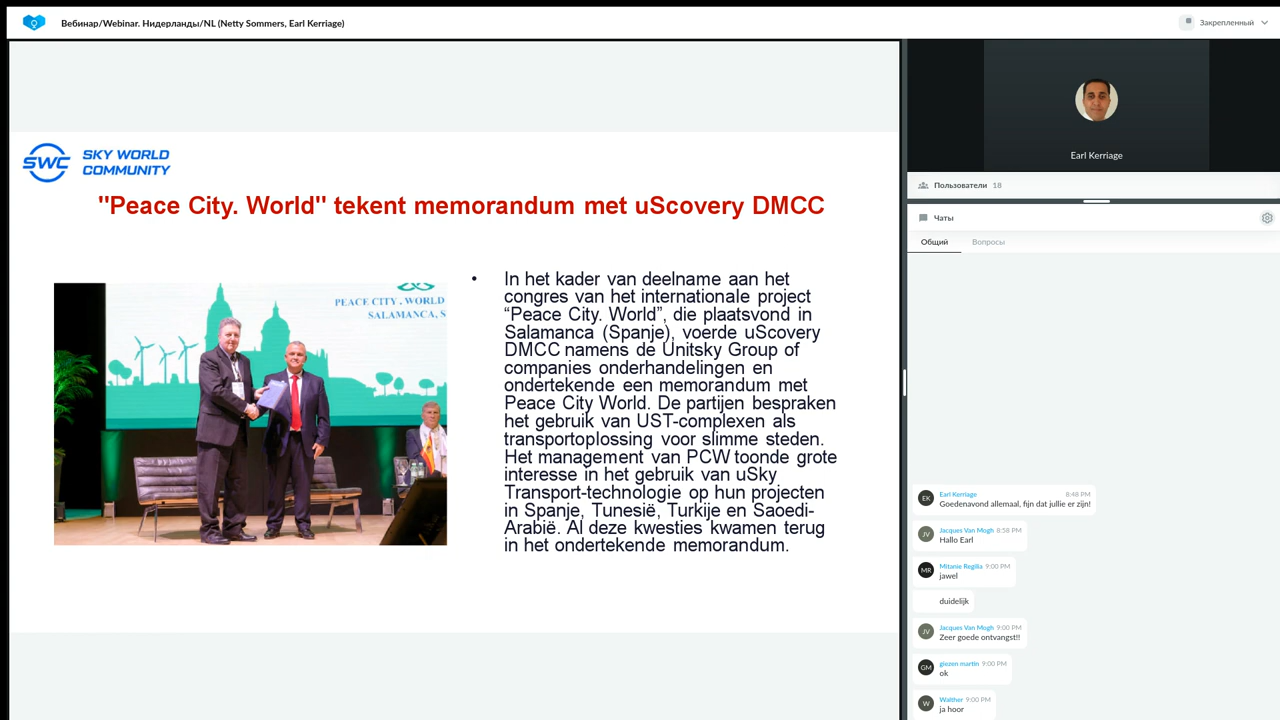 Вебинар/Webinar. Нидерланды/NL (Netty Sommers, Earl Kerriage)
Закрепленный
SWC
SKY WORLD
COMMUNITY
"Peace City. World" tekent memorandum met uScovery DMCC
PEACE CITY . WORLD
SALAMANCA, S
• In het kader van deelname aan het
congres van het internationale project
“Peace City. World”, die plaatsvond in
Salamanca (Spanje), voerde uScovery
DMCC namens de Unitsky Group of
companies onderhandelingen en
ondertekende een memorandum met
Peace City World. De partijen bespraken
het gebruik van UST-complexen als
transportoplossing voor slimme steden.
Het management van PCW toonde grote
interesse in het gebruik van uSky
Transport-technologie op hun projecten
in Spanje, Tunesië, Turkije en Saoedi-
Arabië. Al deze kwesties kwamen terug
in het ondertekende memorandum.
Earl Kerriage
Пользователи 18
Чаты
Общий Вопросы
EK Earl Kerriage 8:48 PM
Goedenavond allemaal, fijn dat jullie er zijn!
JV Jacques Van Mogh 8:58 PM
Hallo Earl
MR Mitanie Regilia 9:00 PM
jawel
duidelijk
JV Jacques Van Mogh 9:00 PM
Zeer goede ontvangst!!
GM giezen martin 9:00 PM
ok
W Walther 9:00 PM
ja hoor